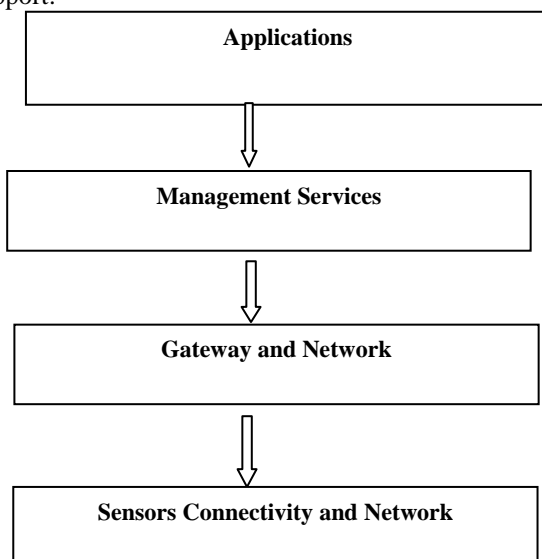 Applications
Management Services
Gateway and Network
Sensors Connectivity and Network